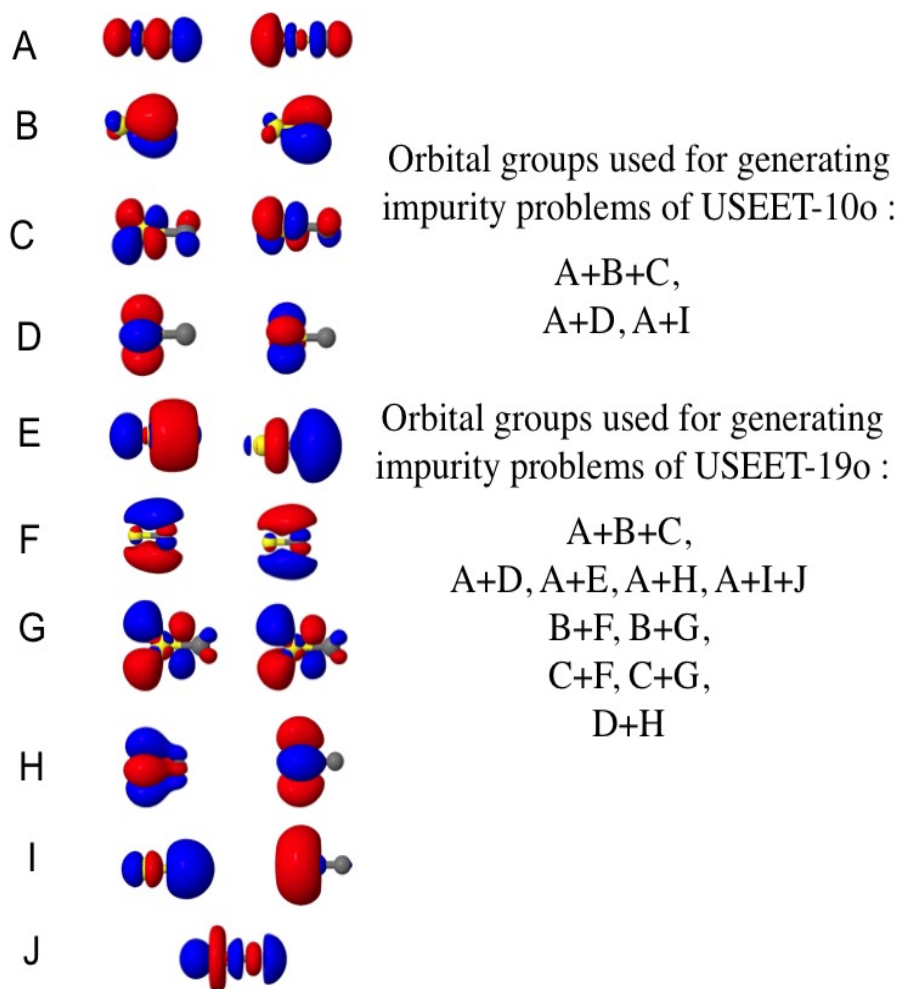 A
B
C
D
E
F
G
H
I
J
Orbital groups used for generating
impurity problems of USEET-10o :
A+B+C,
A+D, A+I
Orbital groups used for generating
impurity problems of USEET-19o :
A+B+C,
A+D, A+E, A+H, A+I+J
B+F, B+G,
C+F, C+G,
D+H